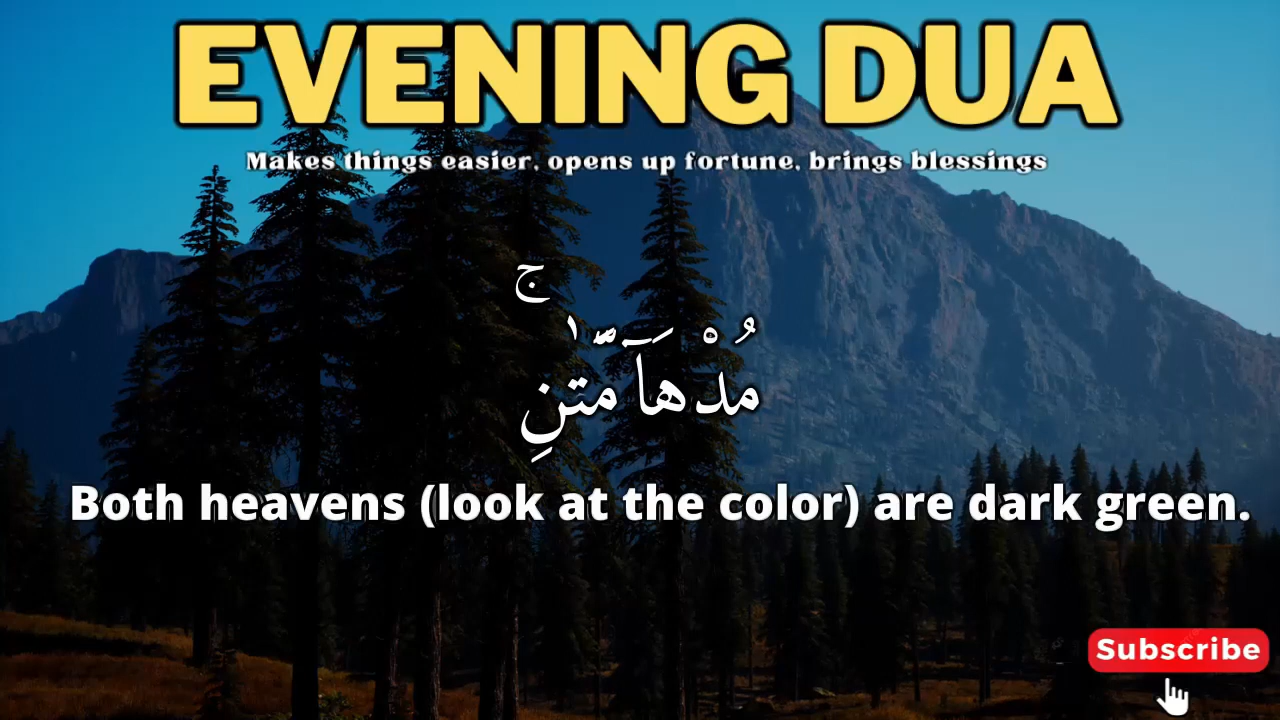 EVENING DUA
Makes things easier, opens up fortune, brings blessings
مُدْهَآمَّتٰنِۚ
Both heavens (look at the color) are dark green.
Subscribe